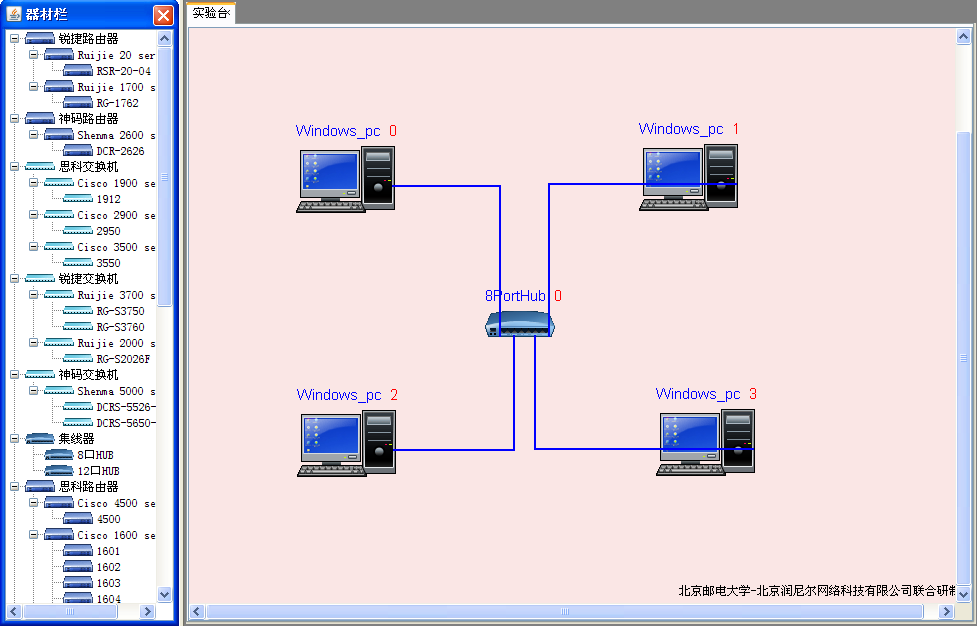 器材栏
锐捷路由器
Ruijie 20 ser
RSR-20-04
Ruijie 1700 s
RG-1762
神码路由器
Shenma 2600 s
DCR-2626
思科交换机
Cisco 1900 se
1912
Cisco 2900 se
2950
Cisco 3500 se
3550
锐捷交换机
Ruijie 3700 s
RG-S3750
RG-S3760
Ruijie 2000 s
RG-S2026F
神码交换机
Shenma 5000 s
DCRS-5526-
DCRS-5650-
集线器
8口HUB
12口HUB
思科路由器
Cisco 4500 se
4500
Cisco 1600 se
1601
1602
1603
1604
实验台
Windows_pc 0
Windows_pc 1
8PortHub 0
Windows_pc 2
Windows_pc 3
北京邮电大学-北京润尼尔网络科技有限公司联合研制